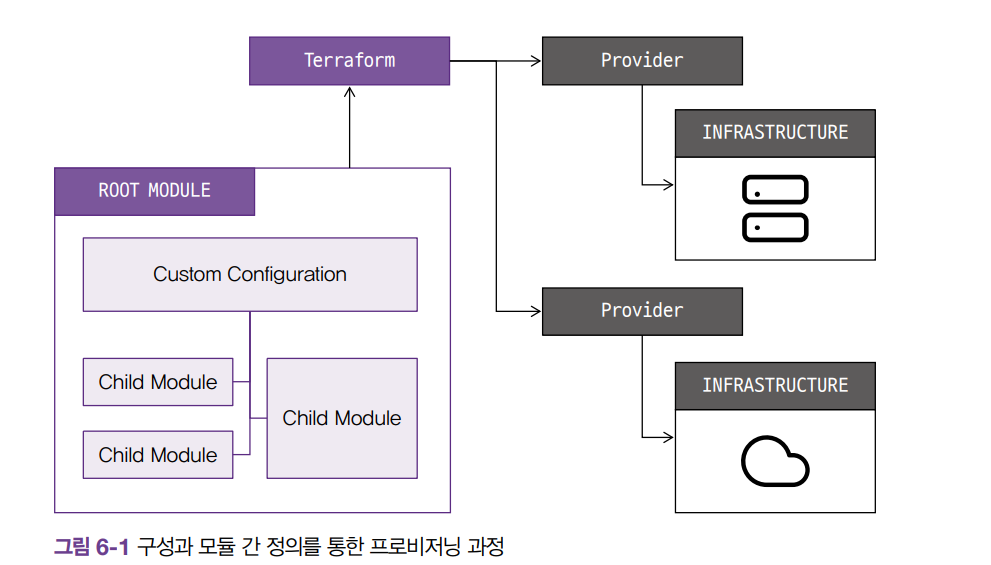 Terraform
Provider
INFRASTRUCTURE
ROOT MODULE
Custom Configuration
Child Module
Child Module
Child Module
Provider
INFRASTRUCTURE
그림 6-1 구성과 모듈 간 정의를 통한 프로비저닝 과정